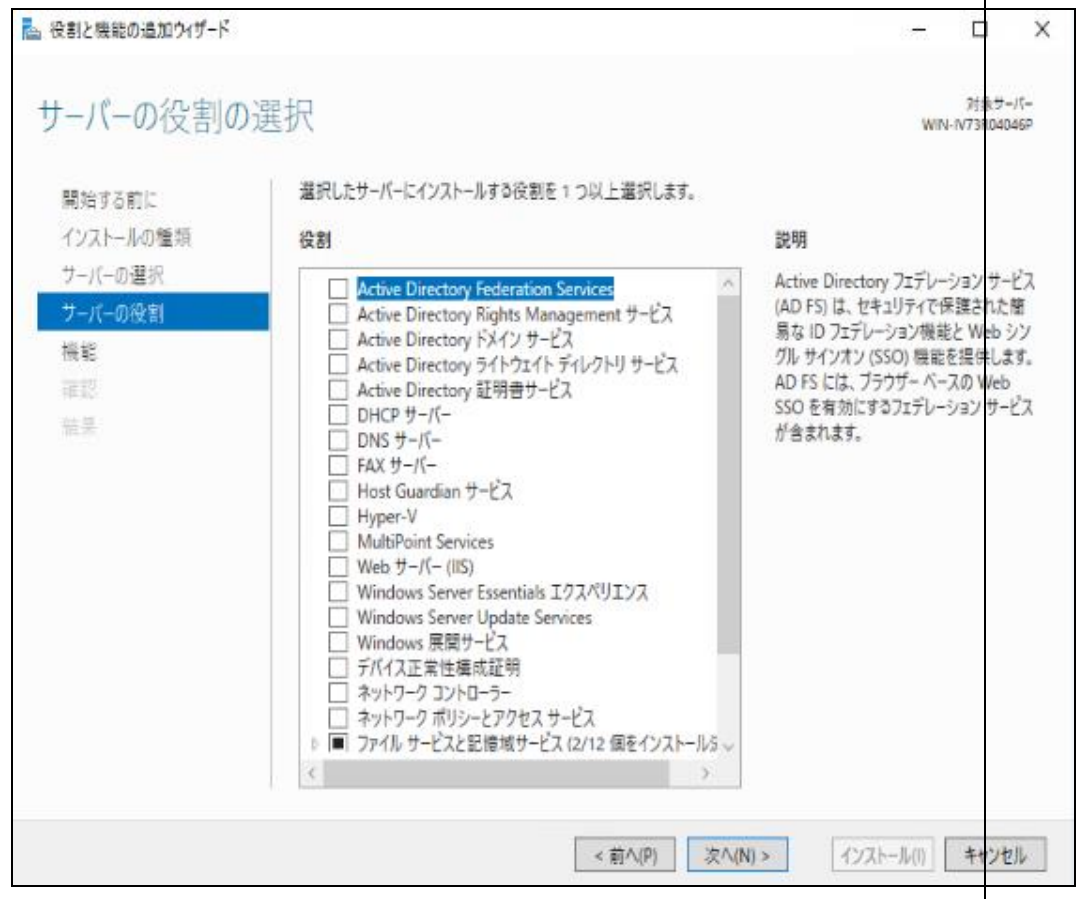 役割と機能の追加ウィザード
サーバーの役割の選択
対象サーバー
開始する前に
インストールの種類
サーバーの選択
サーバーの役割
機能
確認
結果
選択したサーバーにインストールする役割を 1 つ以上選択します。
役割
Active Directory Federation Services
Active Directory Rights Management サービス
Active Directory ドメイン サービス
Active Directory ライトウェイト ディレクトリ サービス
Active Directory 証明書サービス
DHCP サーバー
DNS サーバー
FAX サーバー
Host Guardian サービス
Hyper-V
MultiPoint Services
Web サーバー (IIS)
Windows Server Essentials エクスペリエンス
Windows Server Update Services
Windows 展開サービス
デバイス正常性構成証明
ネットワーク コントローラー
ネットワーク ポリシーとアクセス サービス
ファイル サービスと記憶域サービス (2/12 個をインストール
説明
Active Directory フェデレーション サービス
(AD FS) は、セキュリティで保護された簡
易な ID フェデレーション機能と Web シン
グル サインオン (SSO) 機能を提供します。
AD FS には、ブラウザー ベースの Web
SSO を有効にするフェデレーション サービス
が含まれます。
< 前へ(P)
次へ(N) >
インストール(I)
キャンセル